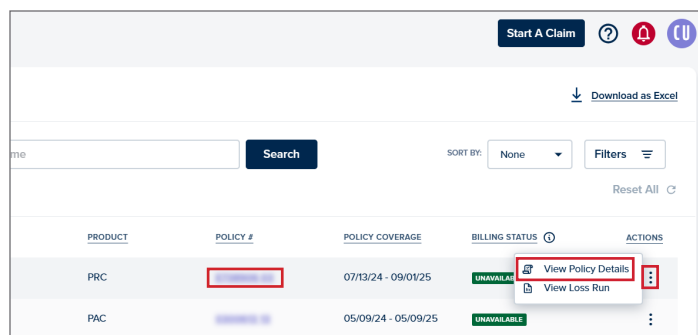 Start A Claim ? CU
Download as Excel
me Search SORT BY: None Filters
Reset All
PRODUCT POLICY # POLICY COVERAGE BILLING STATUS i ACTIONS
PRC 07/13/24 - 09/01/25 View Policy Details
View Loss Run
PAC 05/09/24 - 05/09/25 UNAVAILABLE